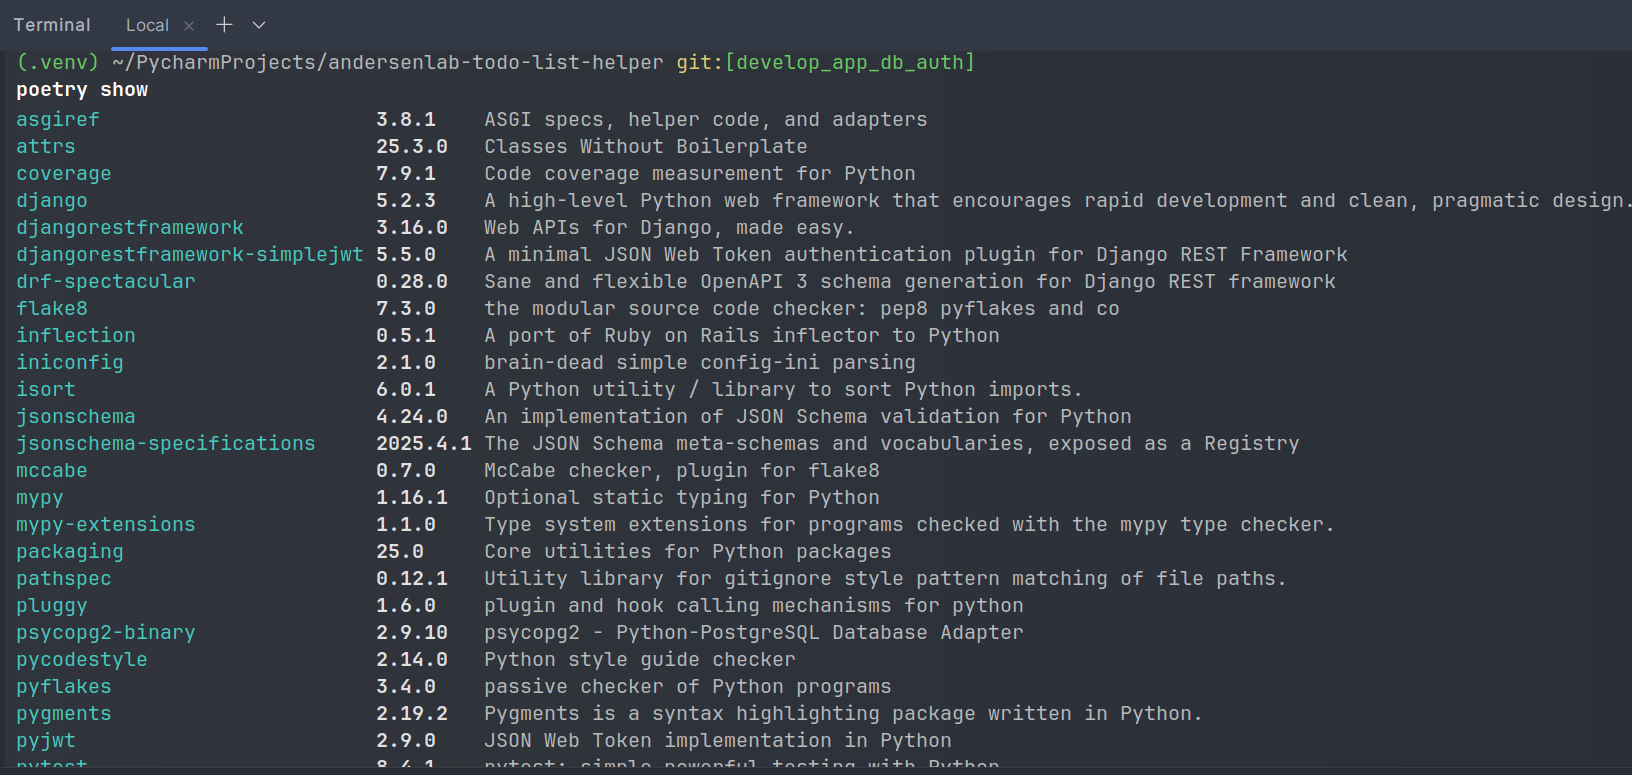 Terminal Local
(.venv) ~/PycharmProjects/andersenlab-todo-list-helper git:[develop_app_db_auth]
poetry show
asgiref 3.8.1 ASGI specs, helper code, and adapters
attrs 25.3.0 Classes Without Boilerplate
coverage 7.9.1 Code coverage measurement for Python
django 5.2.3 A high-level Python web framework that encourages rapid development and clean, pragmatic design.
djangorestframework 3.16.0 Web APIs for Django, made easy.
djangorestframework-simplejwt 5.5.0 A minimal JSON Web Token authentication plugin for Django REST Framework
drf-spectacular 0.28.0 Sane and flexible OpenAPI 3 schema generation for Django REST framework
flake8 7.3.0 the modular source code checker: pep8 pyflakes and co
inflection 0.5.1 A port of Ruby on Rails inflector to Python
iniconfig 2.1.0 brain-dead simple config-ini parsing
isort 6.0.1 A Python utility / library to sort Python imports.
jsonschema 4.24.0 An implementation of JSON Schema validation for Python
jsonschema-specifications 2025.4.1 The JSON Schema meta-schemas and vocabularies, exposed as a Registry
mccabe 0.7.0 McCabe checker, plugin for flake8
mypy 1.16.1 Optional static typing for Python
mypy-extensions 1.1.0 Type system extensions for programs checked with the mypy type checker.
packaging 25.0 Core utilities for Python packages
pathspec 0.12.1 Utility library for gitignore style pattern matching of file paths.
pluggy 1.6.0 plugin and hook calling mechanisms for python
psycopg2-binary 2.9.10 psycopg2 - Python-PostgreSQL Database Adapter
pycodestyle 2.14.0 Python style guide checker
pyflakes 3.4.0 passive checker of Python programs
pygments 2.19.2 Pygments is a syntax highlighting package written in Python.
pyjwt 2.9.0 JSON Web Token implementation in Python
pytest 8.4.1 pytest: simple powerful testing with Python